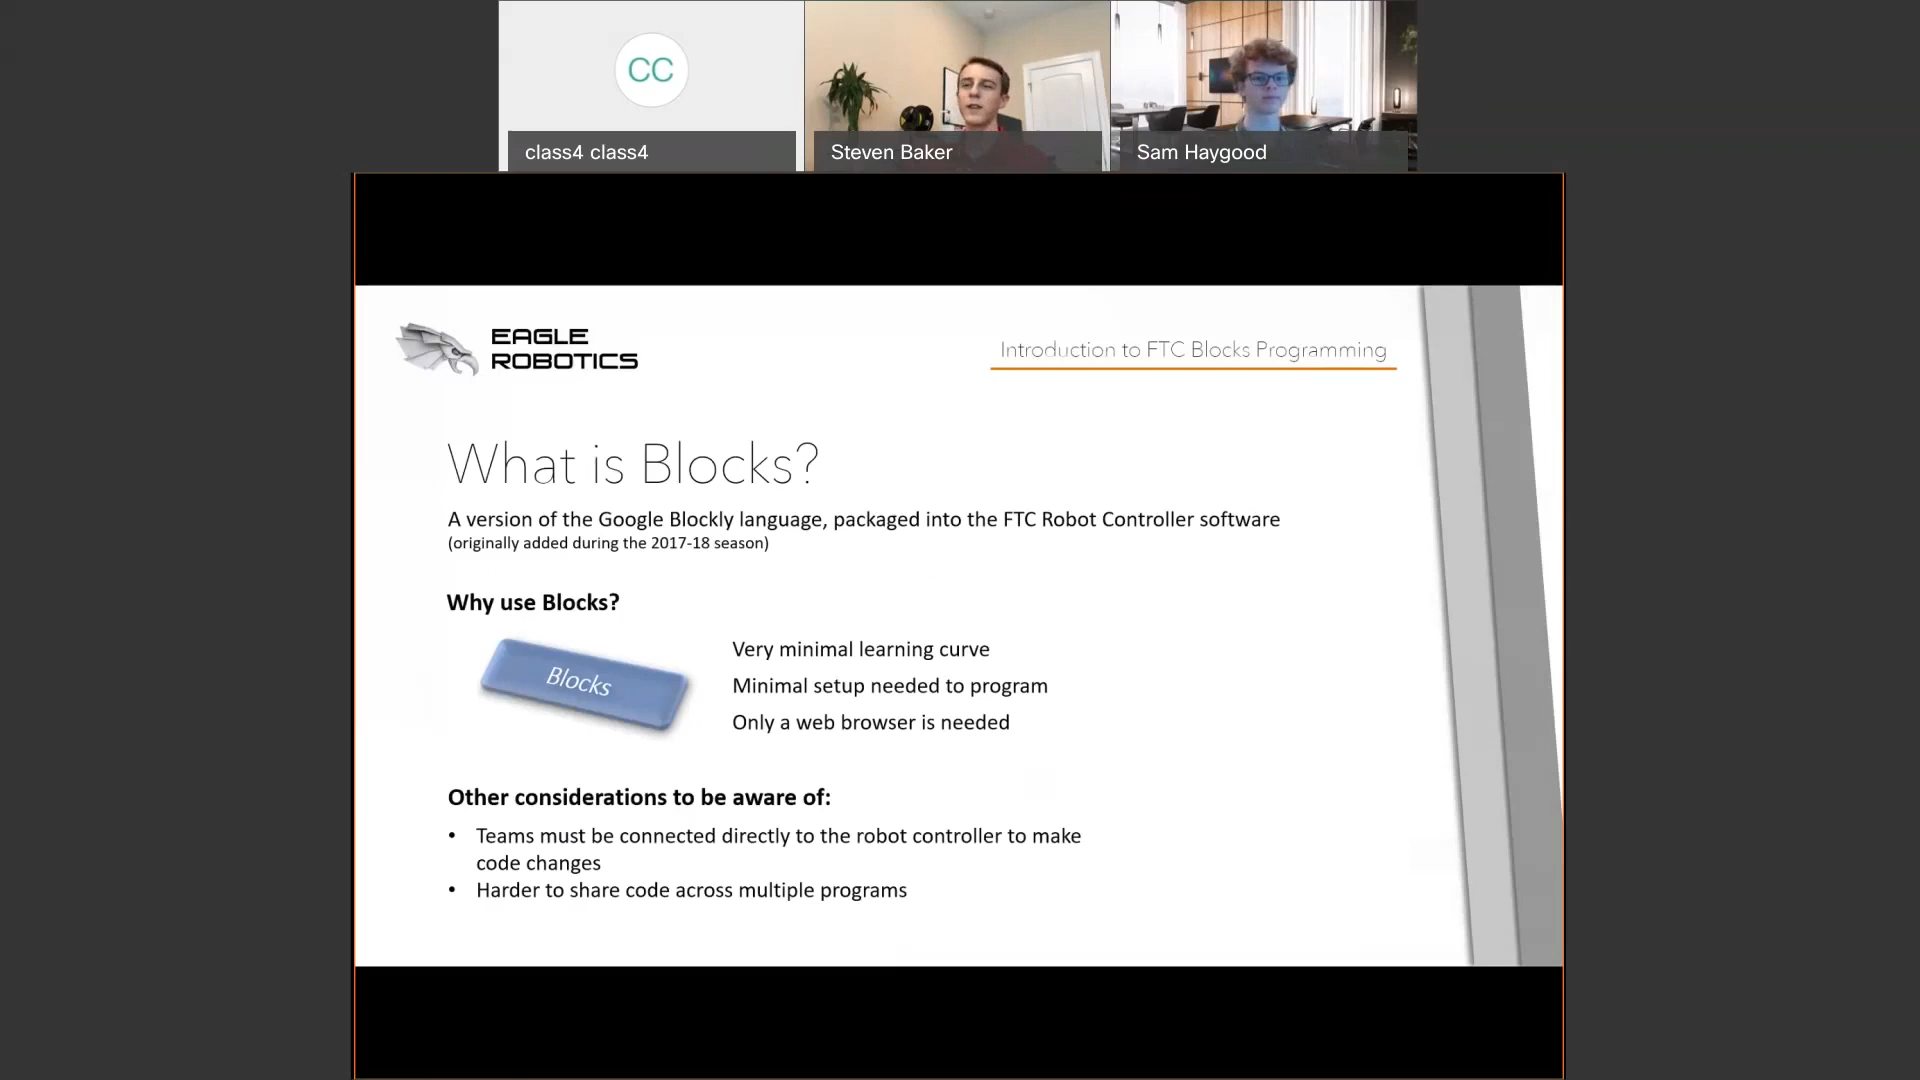 CC
class4 class4
Steven Baker
Sam Haygood
EAGLE
ROBOTICS
Introduction to FTC Blocks Programming
What is Blocks?
A version of the Google Blockly language, packaged into the FTC Robot Controller software
(originally added during the 2017-18 season)
Why use Blocks?
Blocks
Very minimal learning curve
Minimal setup needed to program
Only a web browser is needed
Other considerations to be aware of:
• Teams must be connected directly to the robot controller to make
code changes
• Harder to share code across multiple programs